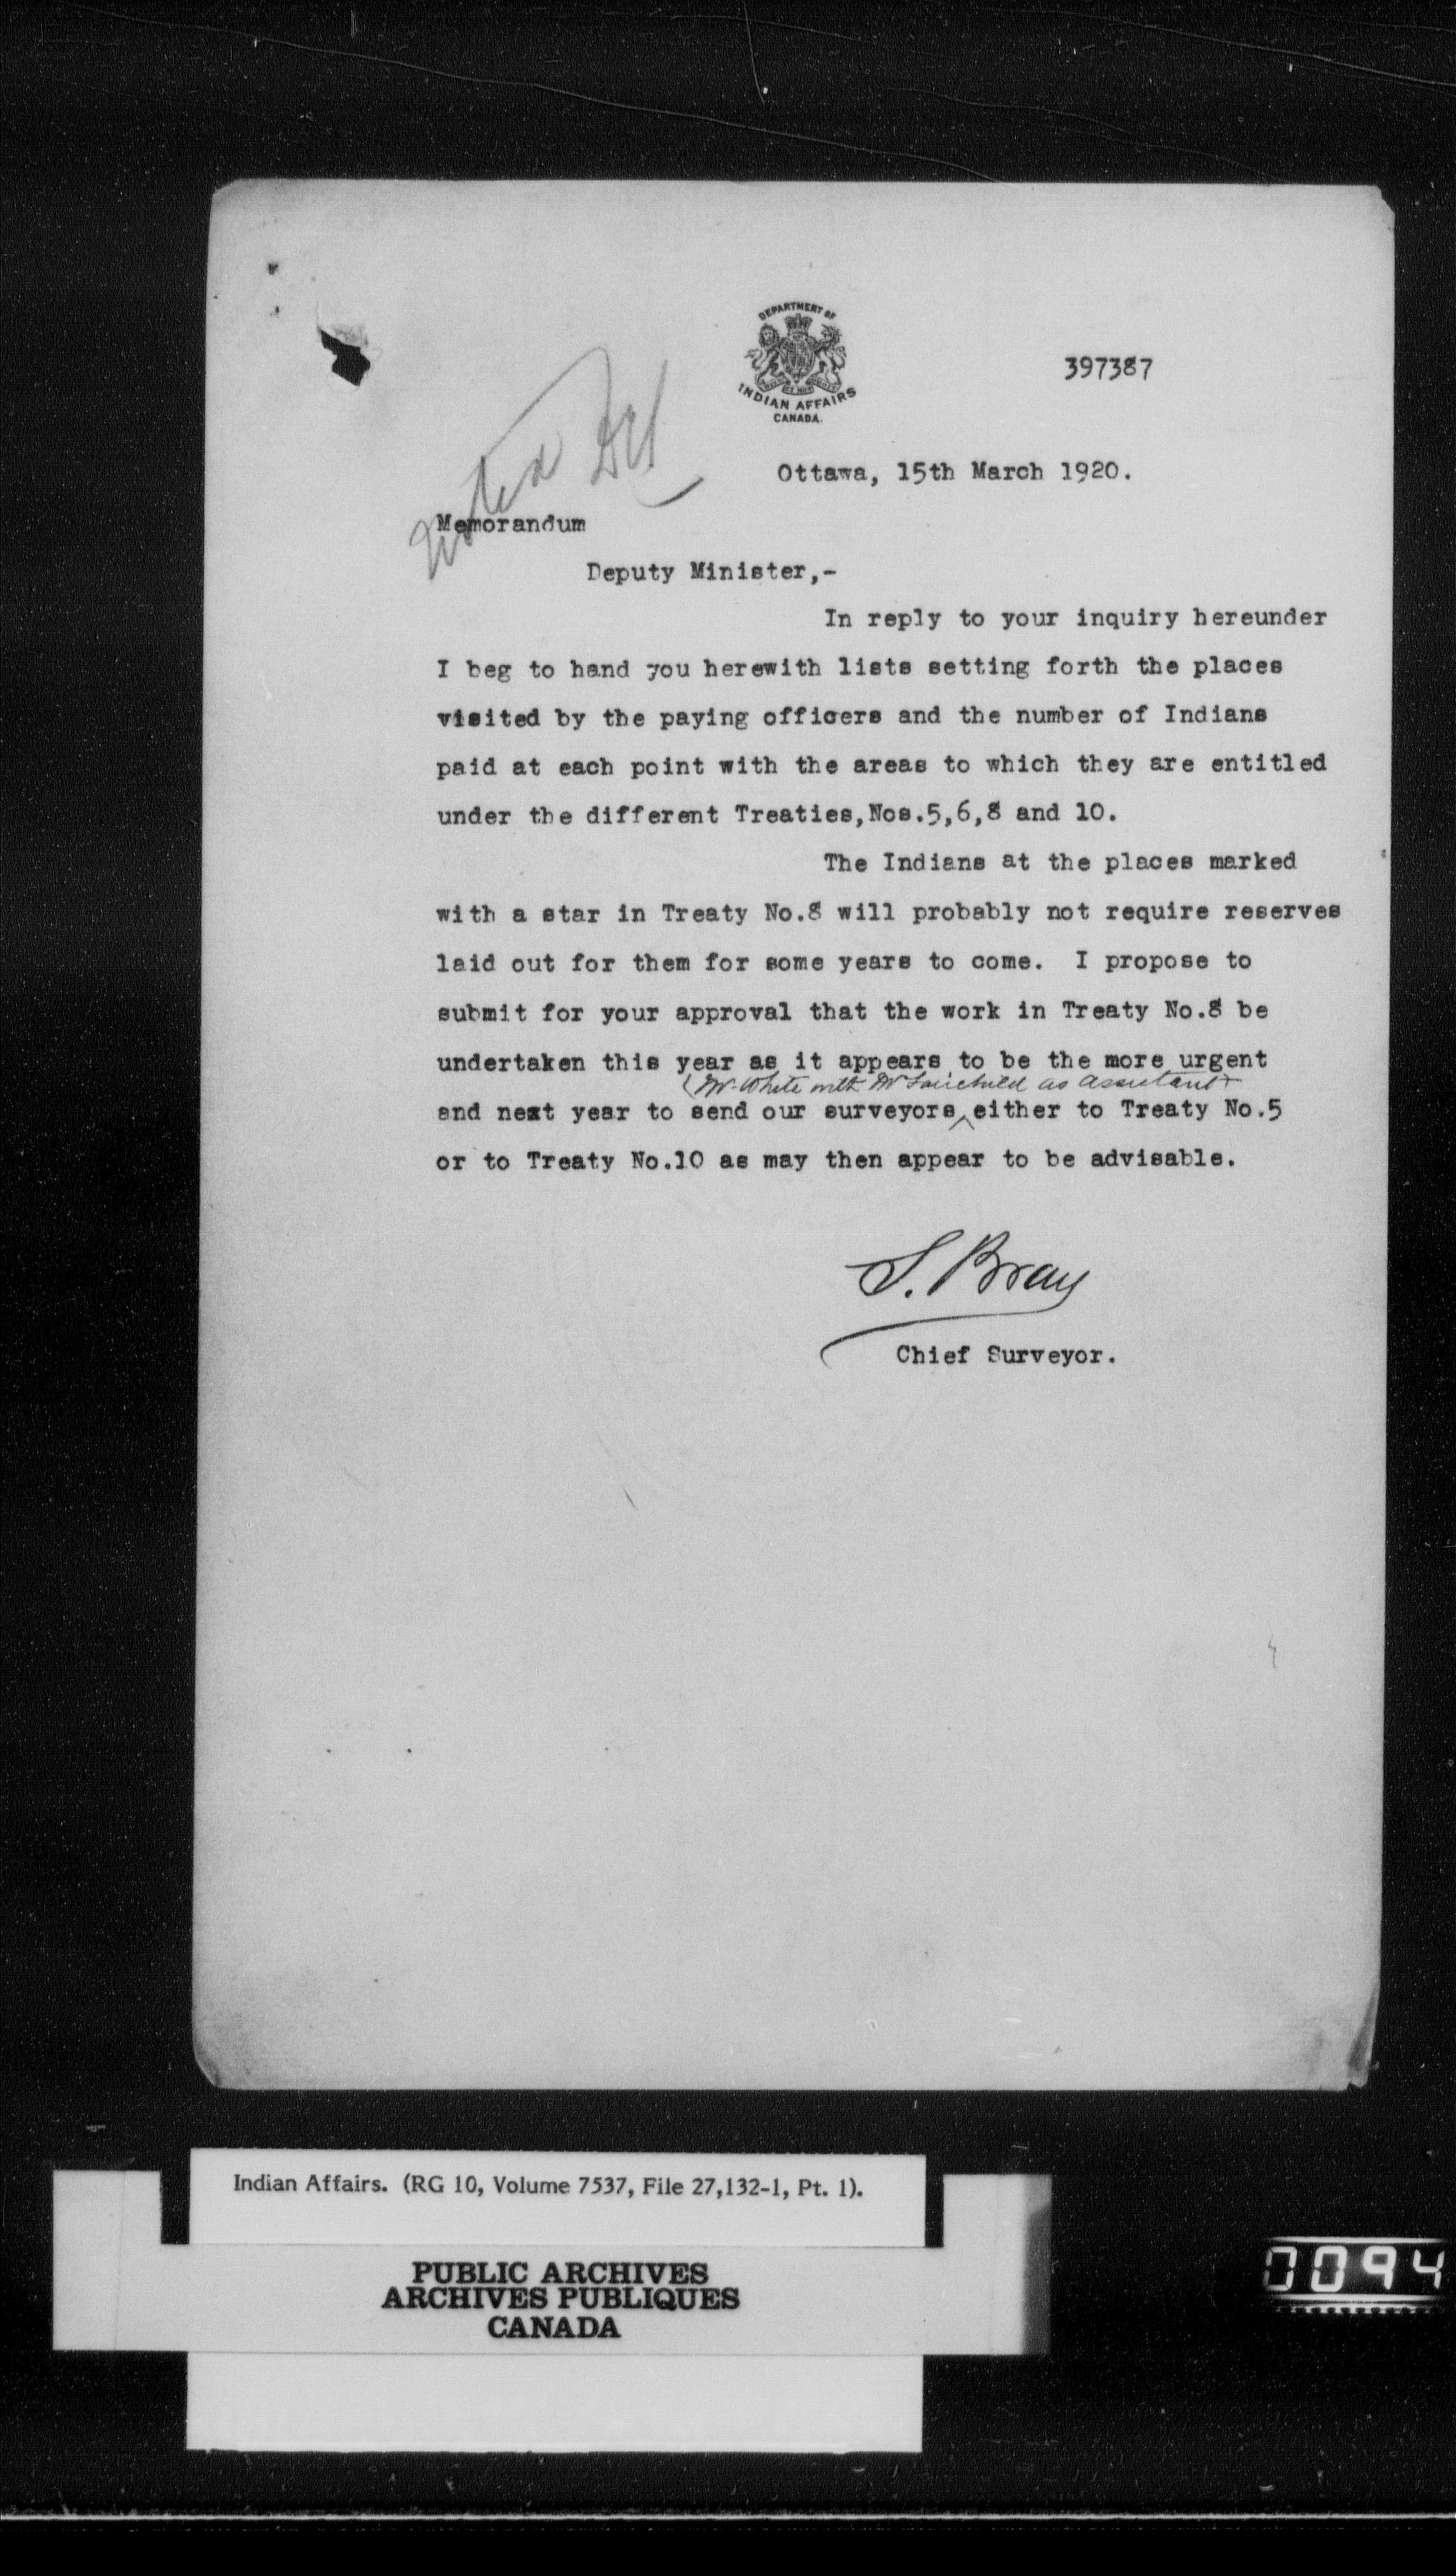 DEPARTMENT OF
INDIAN AFFAIRS
CANADA.
397387
Ottawa, 15th March 1920.
Noted
Memorandum
Deputy Minister,-
In reply to your inquiry hereunder
I beg to hand you herewith lists setting forth the places
visited by the paying officers and the number of Indians
paid at each point with the areas to which they are entitled
under the different Treaties,Nos.5,6,8 and 10.
The Indians at the places marked
with a star in Treaty No.8 will probably not require reserves
laid out for them for some years to come. I propose to
submit for your approval that the work in Treaty No.8 be
undertaken this year as it appears to be the more urgent
(Mr. White with Mr Fairchild as assistant)
and next year to send our surveyors either to Treaty No.5
or to Treaty No.10 as may then appear to be advisable.
S. Bray
Chief Surveyor.
Indian Affairs. (RG 10, Volume 7537, File 27,132-1, Pt. 1).
PUBLIC ARCHIVES
ARCHIVES PUBLIQUES
CANADA
0094